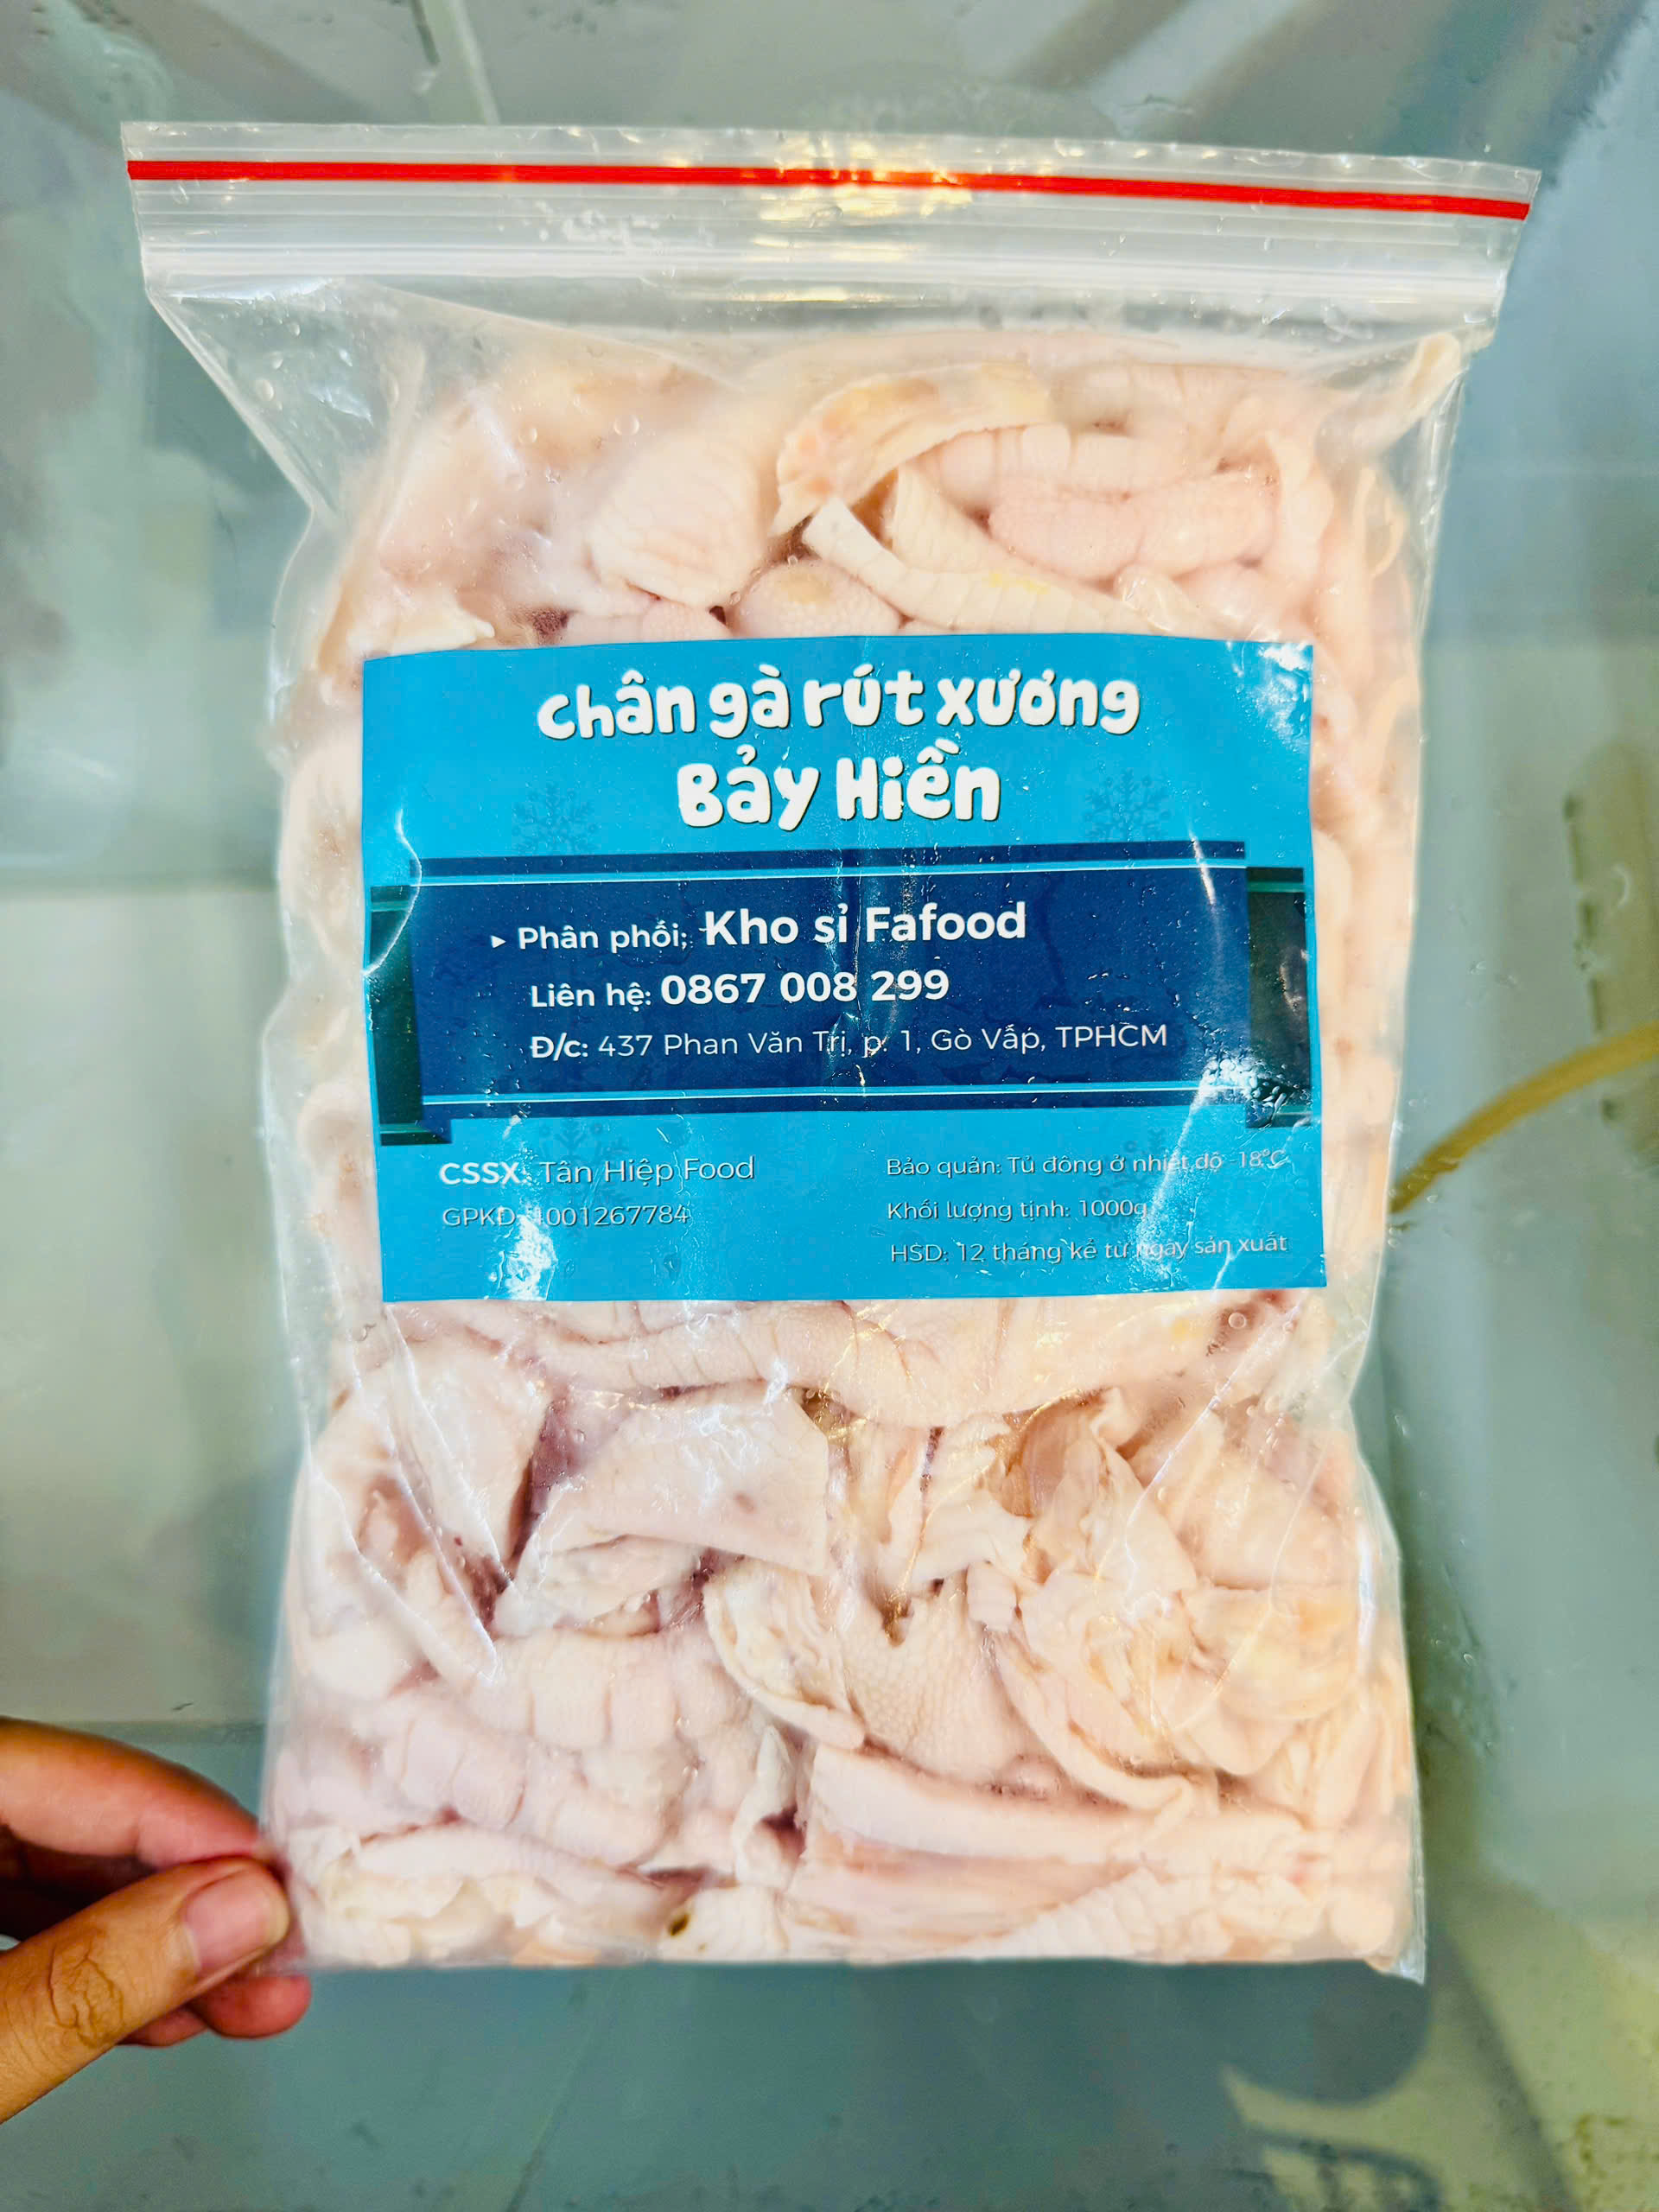 Chân gà rút xương
Bảy Hiền
▸ Phân phối: Kho sỉ Fafood
Liên hệ: 0867 008 299
Đ/c: 437 Phan Văn Trị, p. 1, Gò Vấp, TPHCM
CSSX: Tân Hiệp Food
GPKD: 4001267784
Bảo quản: Tủ đông ở nhiệt độ -18°C
Khối lượng tịnh: 1000g
HSD: 12 tháng kể từ ngày sản xuất